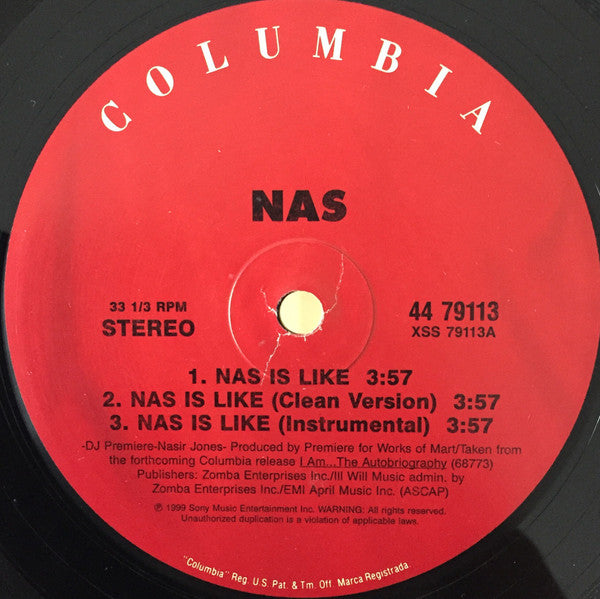 COLUMBIA
NAS
33 1/3 RPM
STEREO
44 79113
XSS 79113A
1. NAS IS LIKE 3:57
2. NAS IS LIKE (Clean Version) 3:57
3. NAS IS LIKE (Instrumental) 3:57
-DJ Premiere-Nasir Jones- Produced by Premiere for Works of Mart/Taken from
the forthcoming Columbia release I Am...The Autobriography (68773)
Publishers: Zomba Enterprises Inc./Ill Will Music admin. by
Zomba Enterprises Inc./EMI April Music Inc. (ASCAP)
℗ 1999 Sony Music Entertainment Inc. WARNING: All rights reserved.
Unauthorized duplication is a violation of applicable laws.
"Columbia" Reg. U.S. Pat. & Tm. Off. Marca Registrada.